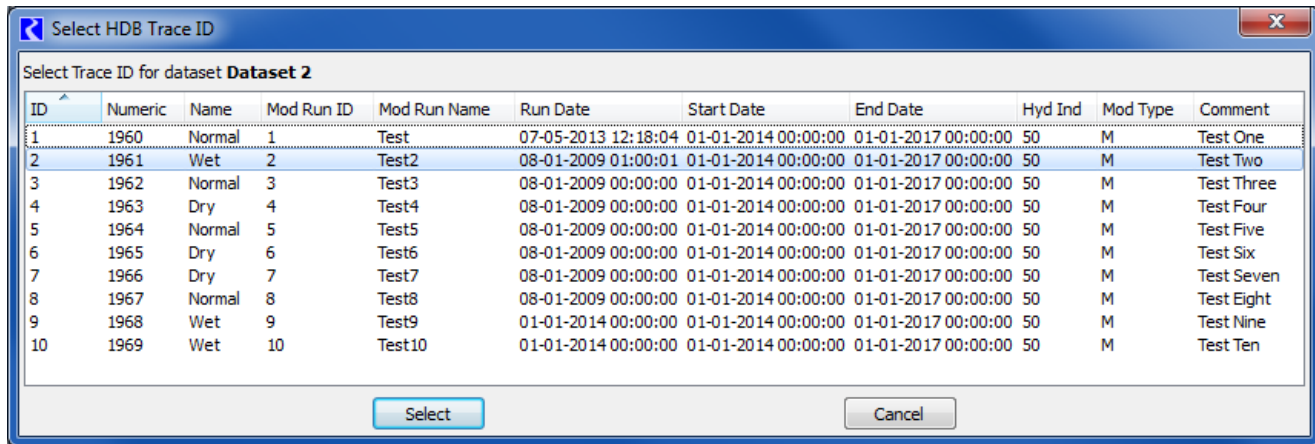 Select HDB Trace ID
x
Select Trace ID for dataset Dataset 2
ID Numeric Name Mod Run ID Mod Run Name Run Date Start Date End Date Hyd Ind Mod Type Comment
1 1960 Normal 1 Test 07-05-2013 12:18:04 01-01-2014 00:00:00 01-01-2017 00:00:00 50 M Test One
2 1961 Wet 2 Test2 08-01-2009 01:00:01 01-01-2014 00:00:00 01-01-2017 00:00:00 50 M Test Two
3 1962 Normal 3 Test3 08-01-2009 00:00:00 01-01-2014 00:00:00 01-01-2017 00:00:00 50 M Test Three
4 1963 Dry 4 Test4 08-01-2009 00:00:00 01-01-2014 00:00:00 01-01-2017 00:00:00 50 M Test Four
5 1964 Normal 5 Test5 08-01-2009 00:00:00 01-01-2014 00:00:00 01-01-2017 00:00:00 50 M Test Five
6 1965 Dry 6 Test6 08-01-2009 00:00:00 01-01-2014 00:00:00 01-01-2017 00:00:00 50 M Test Six
7 1966 Dry 7 Test7 08-01-2009 00:00:00 01-01-2014 00:00:00 01-01-2017 00:00:00 50 M Test Seven
8 1967 Normal 8 Test8 08-01-2009 00:00:00 01-01-2014 00:00:00 01-01-2017 00:00:00 50 M Test Eight
9 1968 Wet 9 Test9 01-01-2014 00:00:00 01-01-2014 00:00:00 01-01-2017 00:00:00 50 M Test Nine
10 1969 Wet 10 Test10 01-01-2014 00:00:00 01-01-2014 00:00:00 01-01-2017 00:00:00 50 M Test Ten
Select Cancel